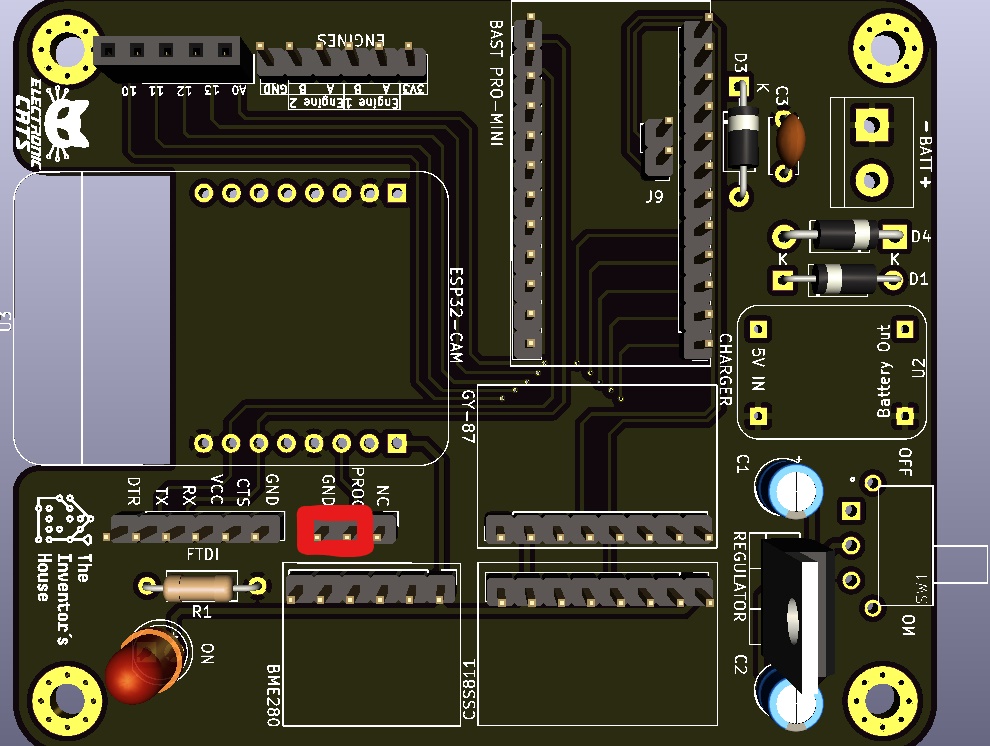 ENGINES
10 11 12 13 A0
GND B A B A 3V3
Engine 2 Engine 1
ELECTRONIC
CATS
BAST PRO-MINI
J6
D3
K
C3
-BATT+
D4
K
K
D1
U3
ESP32-CAM
CHARGER
5V IN
Battery Out
U2
GY-87
DTR
TX
RX
VCC
CTS
GND
GND
PROG
NC
FTDI
The
Inventor's
House
R1
ON
BME280
CSS811
C1
+
OFF
REGULATOR
SW1
ON
C2